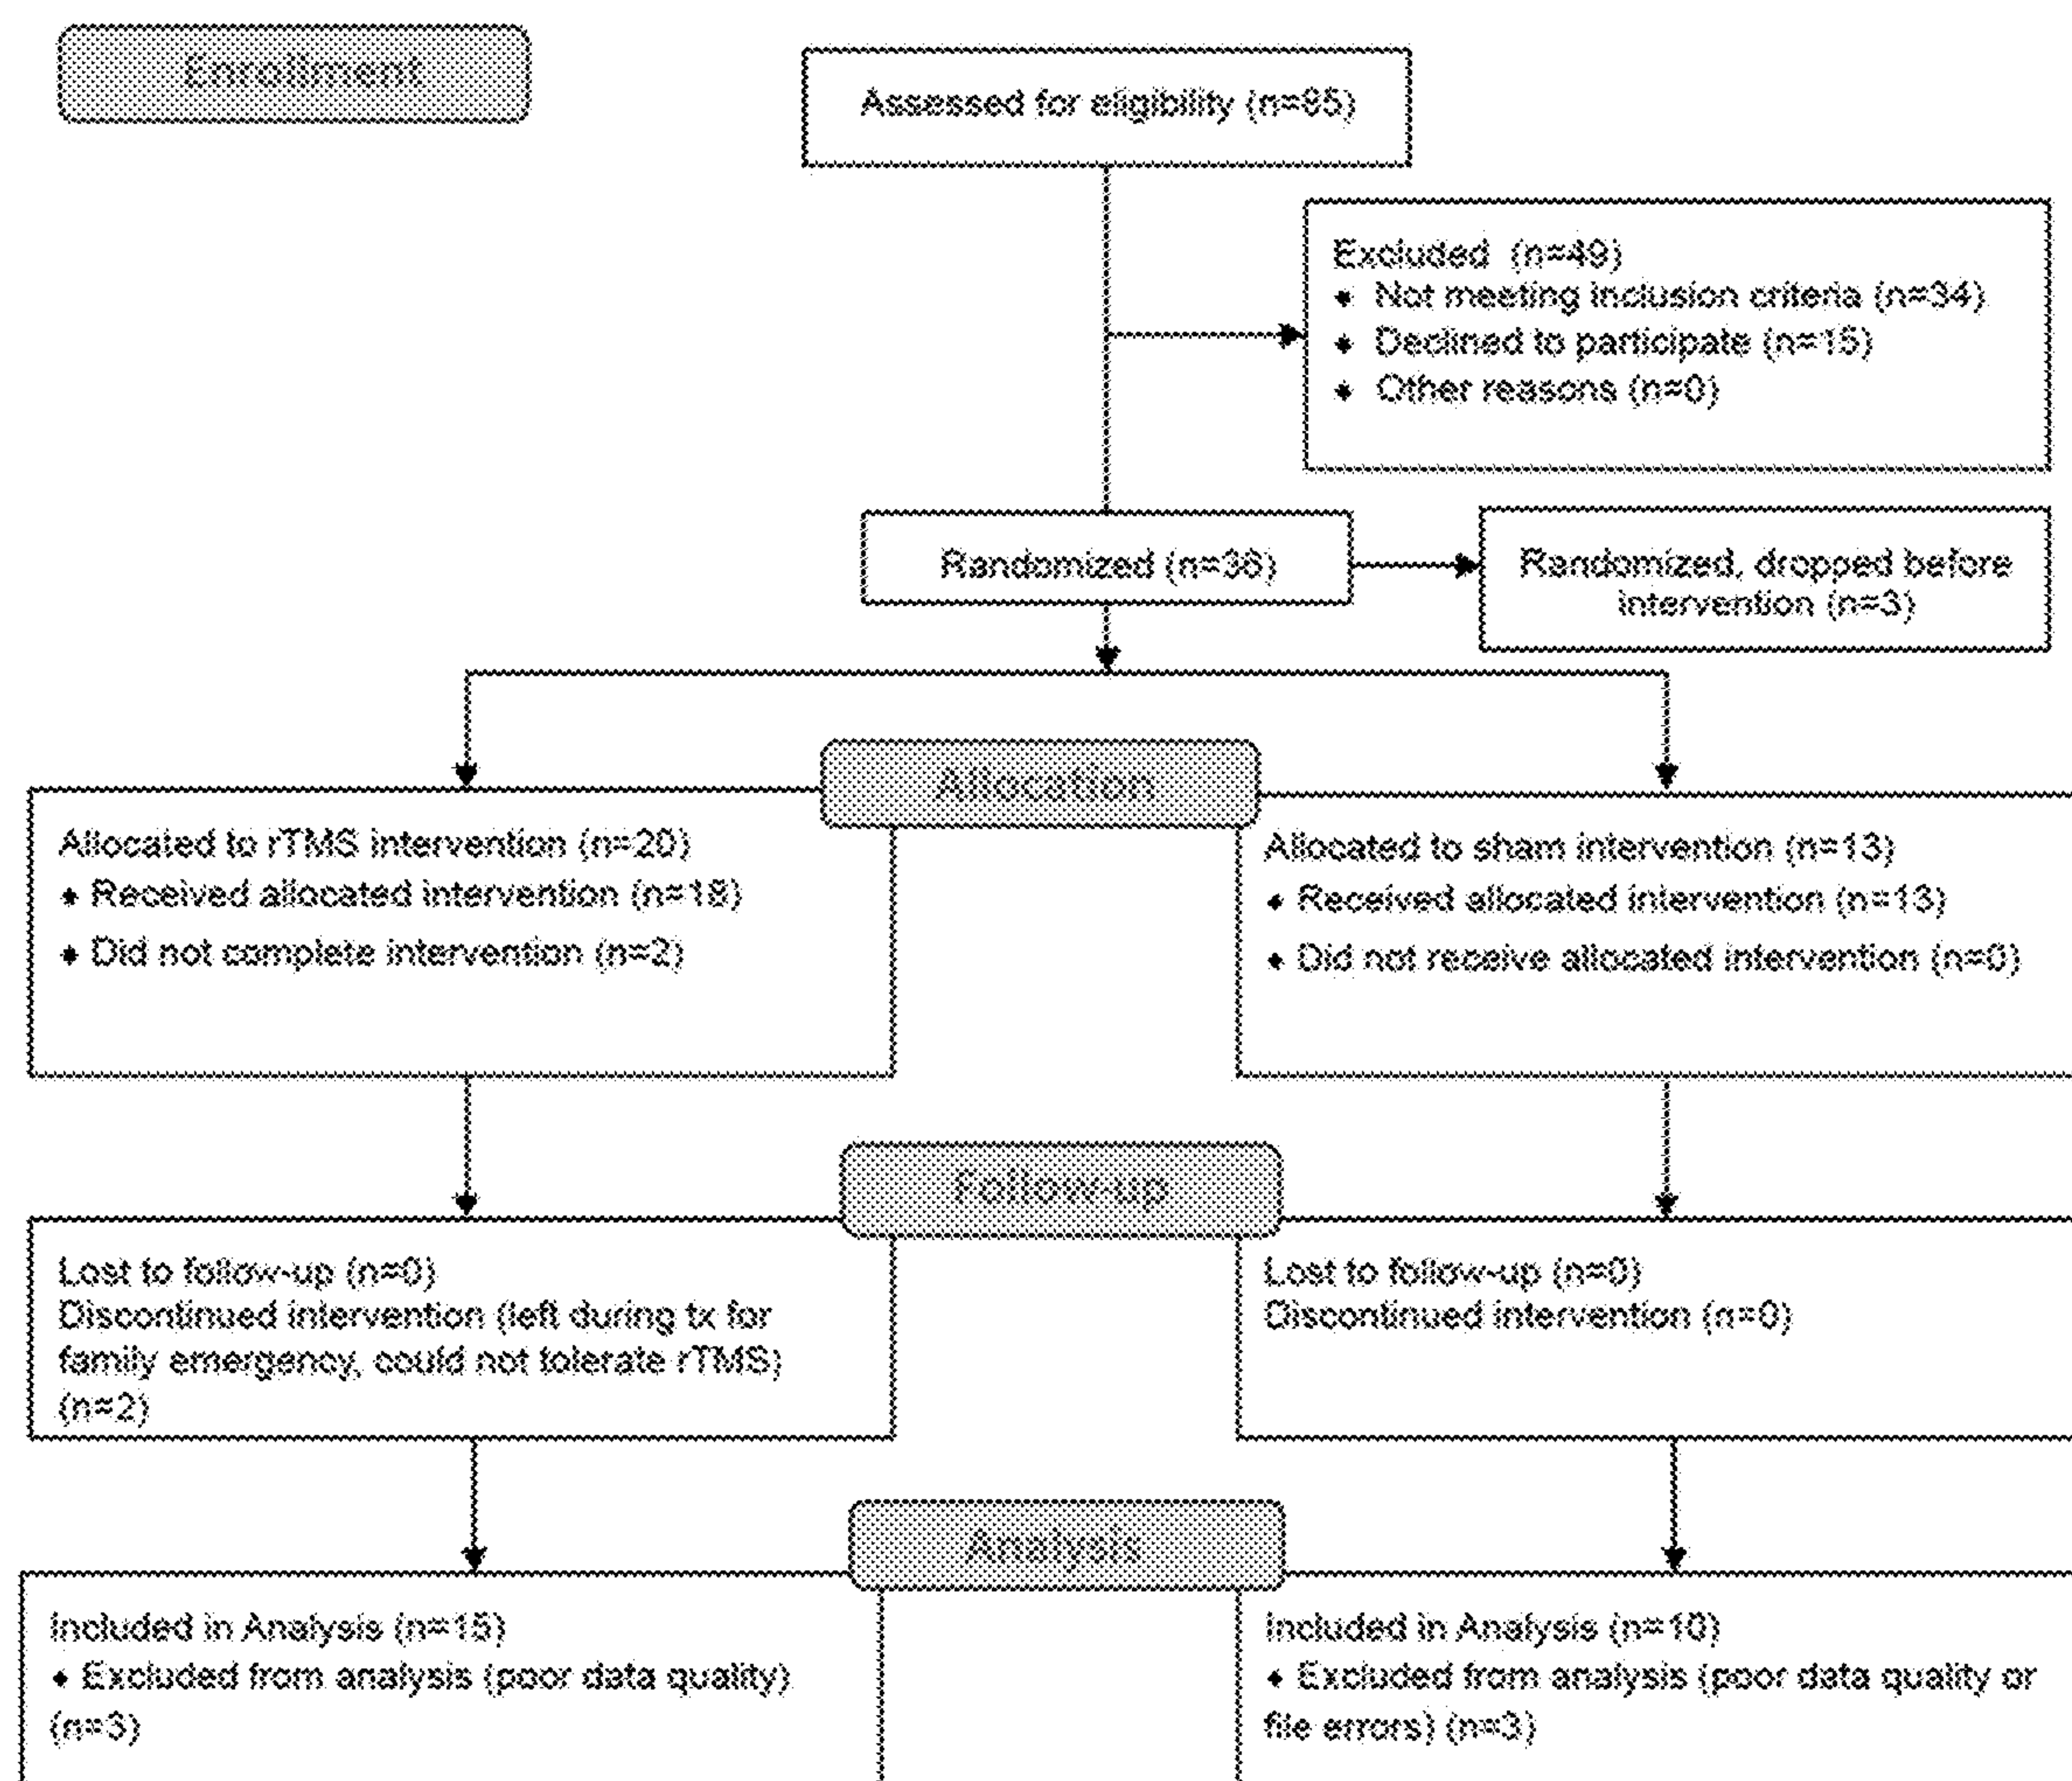 Enrollment
Assessed for eligibility (n=85)
Excluded (n=49)
♦ Not meeting inclusion criteria (n=34)
♦ Declined to participate (n=15)
♦ Other reasons (n=0)
Randomized (n=36)
Randomized, dropped before
intervention (n=3)
Allocation
Allocated to rTMS intervention (n=20)
♦ Received allocated intervention (n=18)
♦ Did not complete intervention (n=2)
Allocated to sham intervention (n=13)
♦ Received allocated intervention (n=13)
♦ Did not receive allocated intervention (n=0)
Follow-up
Lost to follow-up (n=0)
Discontinued intervention (left during tx for
family emergency, could not tolerate rTMS)
(n=2)
Lost to follow-up (n=0)
Discontinued intervention (n=0)
Analysis
Included in Analysis (n=15)
♦ Excluded from analysis (poor data quality)
(n=3)
Included in Analysis (n=10)
♦ Excluded from analysis (poor data quality or
file errors) (n=3)